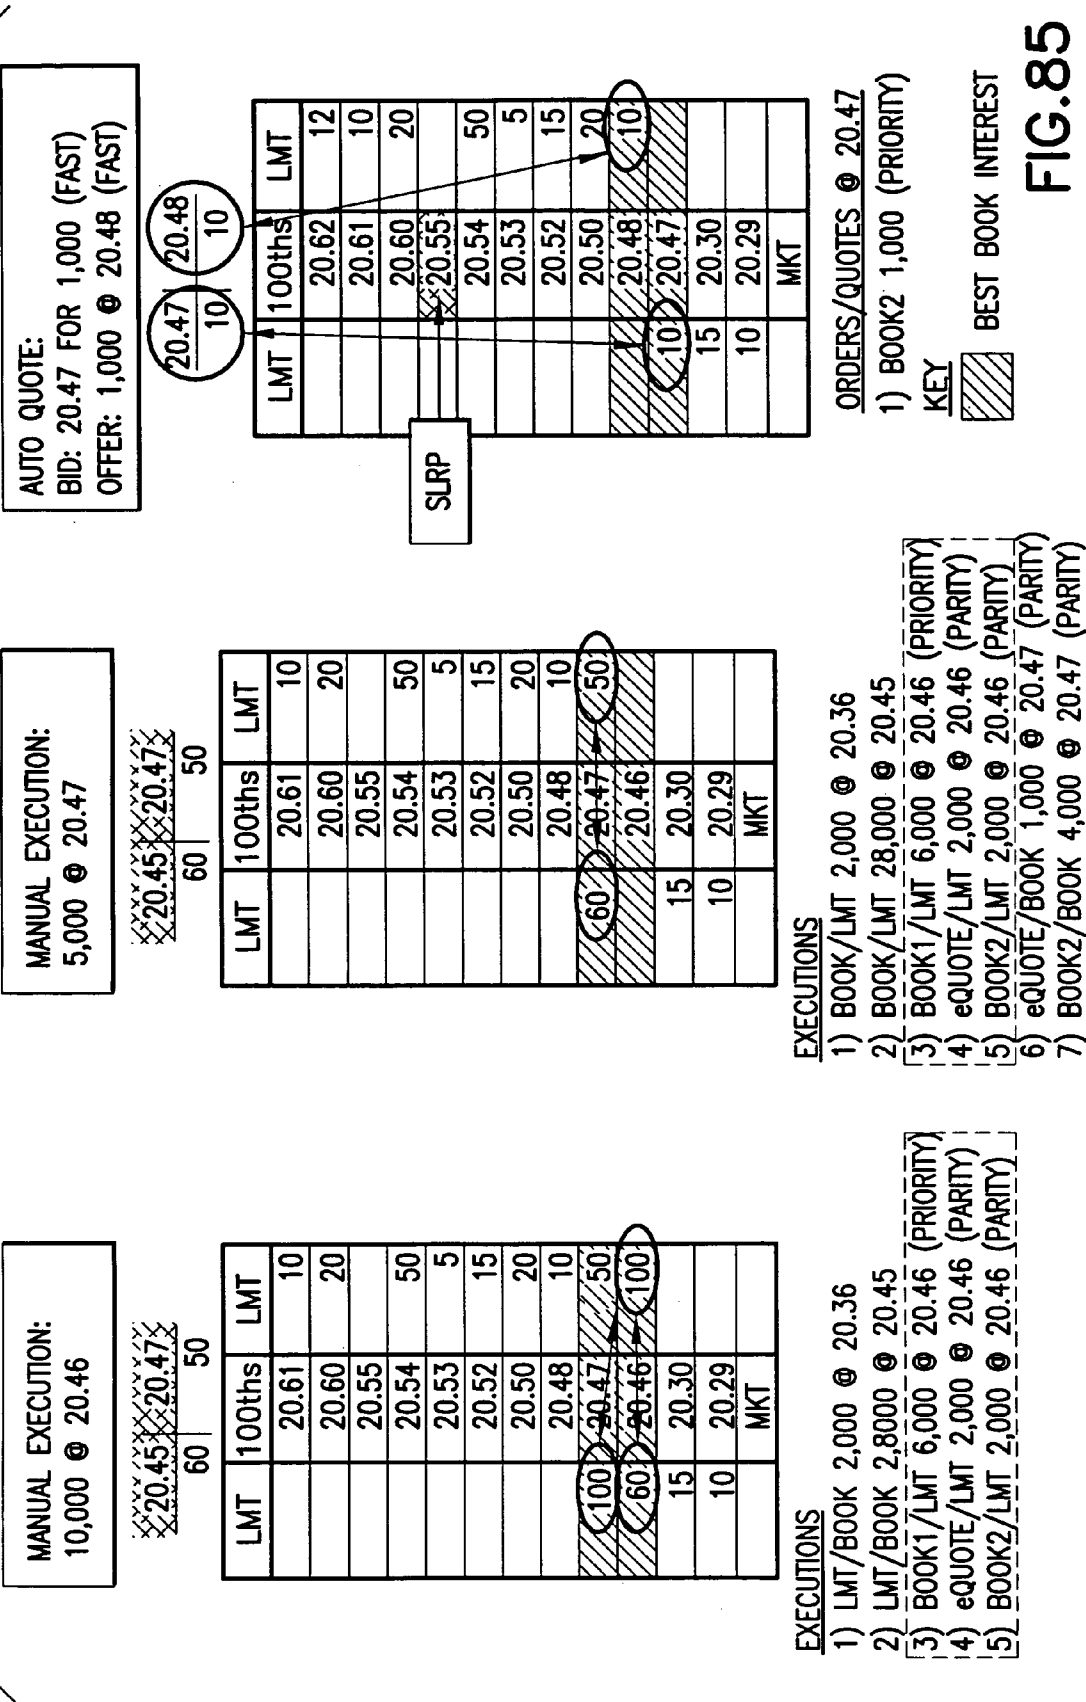 MANUAL EXECUTION:
10,000 @ 20.46
20.45 20.47
60 50
LMT 100ths LMT
20.61 10
20.60 20
20.55
20.54 50
20.53 5
20.52 15
20.50 20
20.48 10
100 20.47 50
60 20.46 100
15 20.30
10 20.29
MKT
EXECUTIONS
1) LMT/BOOK 2,000 @ 20.36
2) LMT/BOOK 2,8000 @ 20.45
3) BOOK1/LMT 6,000 @ 20.46 (PRIORITY)
4) eQUOTE/LMT 2,000 @ 20.46 (PARITY)
5) BOOK2/LMT 2,000 @ 20.46 (PARITY)
MANUAL EXECUTION:
5,000 @ 20.47
20.45 20.47
60 50
LMT 100ths LMT
20.61 10
20.60 20
20.55
20.54 50
20.53 5
20.52 15
20.50 20
20.48 10
60 20.47 50
20.46
15 20.30
10 20.29
MKT
EXECUTIONS
1) BOOK/LMT 2,000 @ 20.36
2) BOOK/LMT 28,000 @ 20.45
3) BOOK1/LMT 6,000 @ 20.46 (PRIORITY)
4) eQUOTE/LMT 2,000 @ 20.46 (PARITY)
5) BOOK2/LMT 2,000 @ 20.46 (PARITY)
6) eQUOTE/BOOK 1,000 @ 20.47 (PARITY)
7) BOOK2/BOOK 4,000 @ 20.47 (PARITY)
AUTO QUOTE:
BID: 20.47 FOR 1,000 (FAST)
OFFER: 1,000 @ 20.48 (FAST)
20.47 20.48
10 10
LMT 100ths LMT
20.62 12
20.61 10
20.60 20
SLRP 20.55
20.54 50
20.53 5
20.52 15
20.50 20
20.48 10
10 20.47
15 20.30
10 20.29
MKT
ORDERS/QUOTES @ 20.47
1) BOOK2 1,000 (PRIORITY)
KEY
BEST BOOK INTEREST
FIG.85